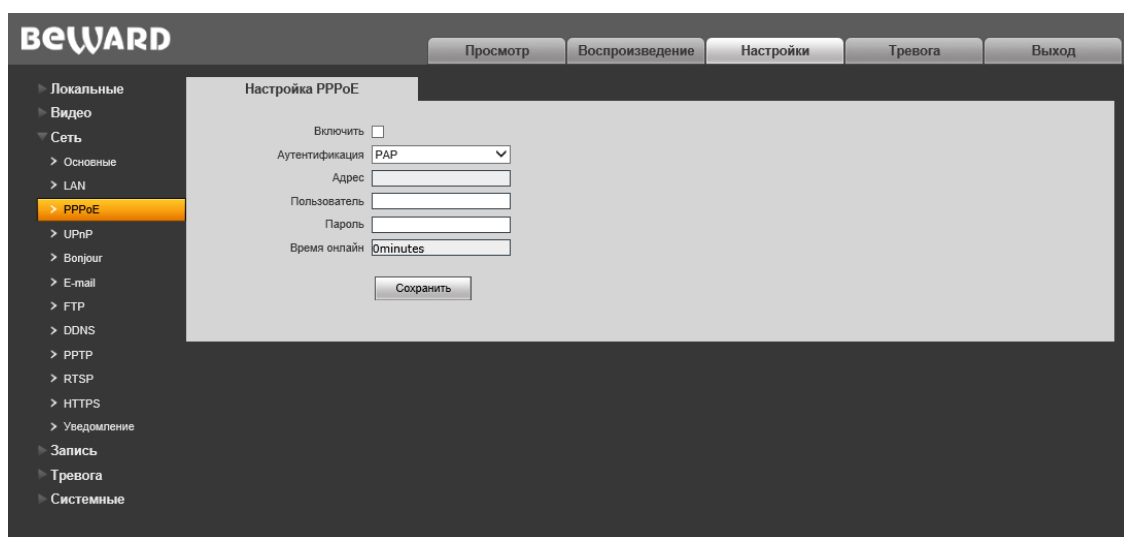 BEWARD
Просмотр Воспроизведение Настройки Тревога Выход
Локальные
Видео
Сеть
Основные
LAN
PPPoE
UPnP
Bonjour
E-mail
FTP
DDNS
PPTP
RTSP
HTTPS
Уведомление
Запись
Тревога
Системные
Настройка PPPoE
Включить
Аутентификация PAP
Адрес
Пользователь
Пароль
Время онлайн 0minutes
Сохранить